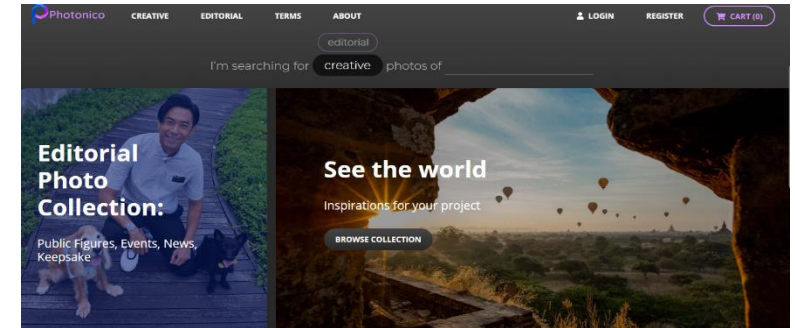 Photonico CREATIVE EDITORIAL TERMS ABOUT LOGIN REGISTER CART (0)
editorial
I'm searching for creative photos of
Editorial
Photo
Collection:
Public Figures, Events, News,
Keepsake
See the world
Inspirations for your project
BROWSE COLLECTION